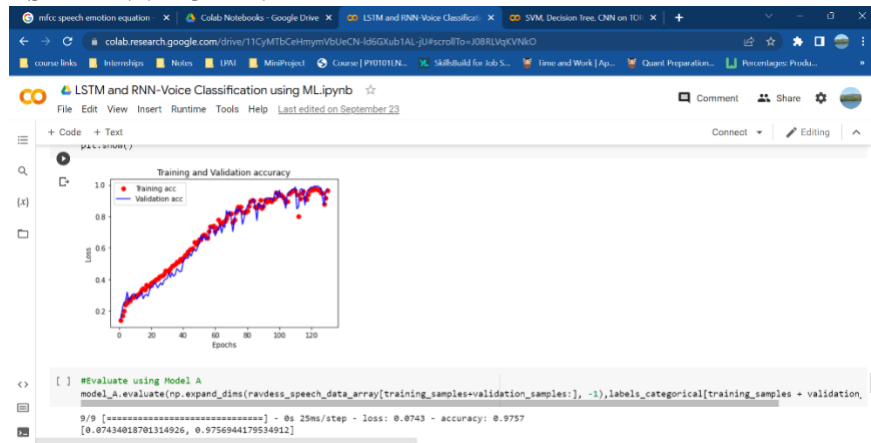 mfcc speech emotion equation -
Colab Notebooks - Google Drive
LSTM and RNN-Voice Classificati
SVM, Decision Tree, CNN on TO
colab.research.google.com/drive/11CyMTbCeHmymVbUeCN-ld6GXub1AL-jU#scrollTo=J08RLVqKVNkO
course links
Internships
Notes
LPAI
MiniProject
Course | PY0101EN...
SkillsBuild for Job S...
Time and Work | Ap...
Quant Preparation...
Percentages: Produ...
»
CO
LSTM and RNN-Voice Classification using ML.ipynb
Comment
Share
File Edit View Insert Runtime Tools Help Last edited on September 23
+ Code + Text
Connect
Editing
plt.show()
{x}
Training and Validation accuracy
Training acc
Validation acc
1.0
0.8
0.6
0.4
0.2
Loss
0 20 40 60 80 100 120
Epochs
[ ] #Evaluate using Model A
model_A.evaluate(np.expand_dims(ravdess_speech_data_array[training_samples+validation_samples:], -1),labels_categorical[training_samples + validation_
9/9 [==============================] - 0s 25ms/step - loss: 0.0743 - accuracy: 0.9757
[0.07434018701314926, 0.9756944179534912]